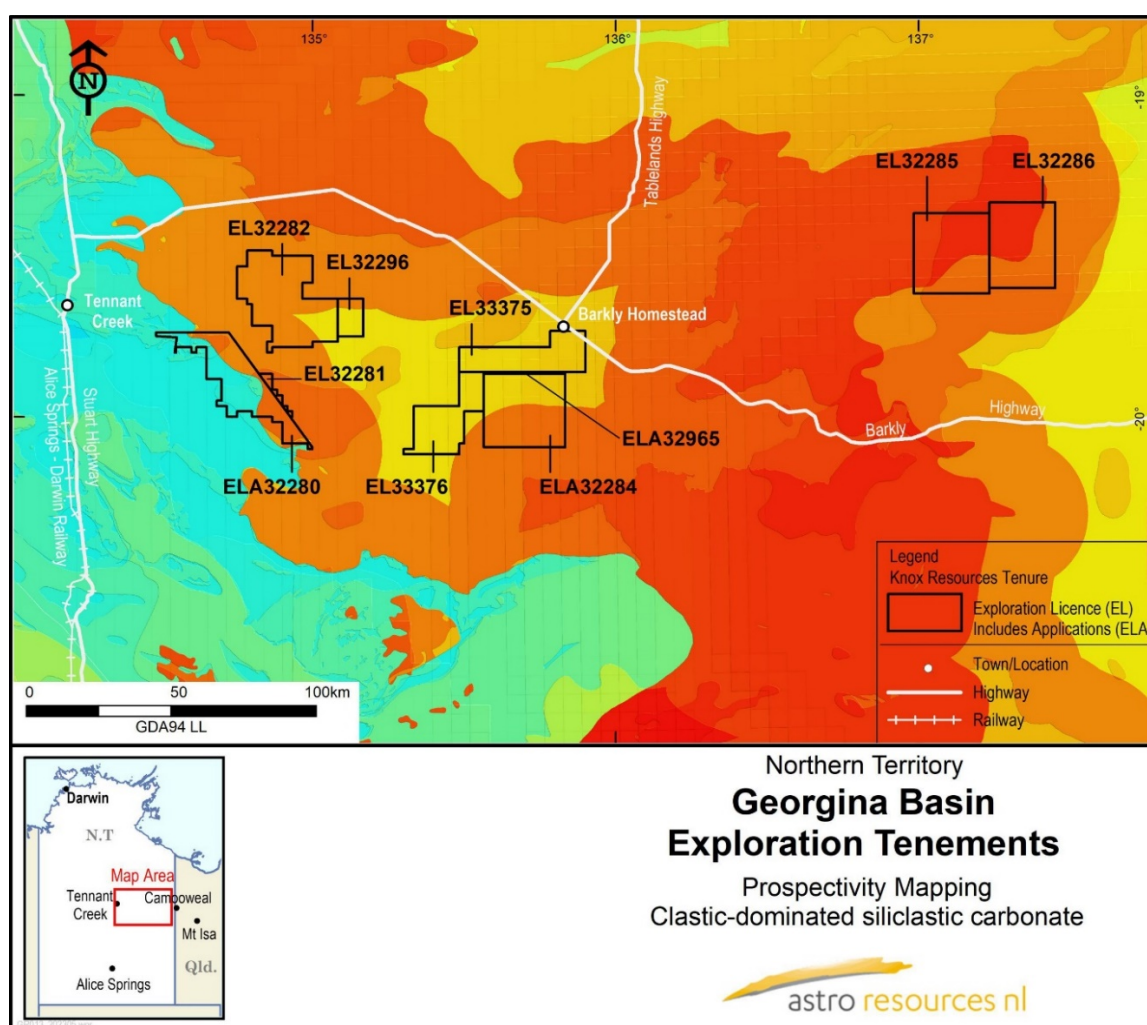 135°
136°
137°
-19°
N
Tablelands Highway
EL32285
EL32286
EL32282
EL32296
EL33375
Tennant
Creek
Barkly Homestead
EL32281
Stuart Highway
Alice Springs - Darwin Railway
ELA32965
Barkly
Highway
-20°
ELA32280
EL33376
ELA32284
Legend
Knox Resources Tenure
Exploration Licence (EL)
Includes Applications (ELA
Town/Location
Highway
Railway
0 50 100km
GDA94 LL
Darwin
N.T
Map Area
Tennant
Creek
Camooweal
Mt Isa
Qld.
Alice Springs
Northern Territory
Georgina Basin
Exploration Tenements
Prospectivity Mapping
Clastic-dominated siliclastic carbonate
astro resources nl